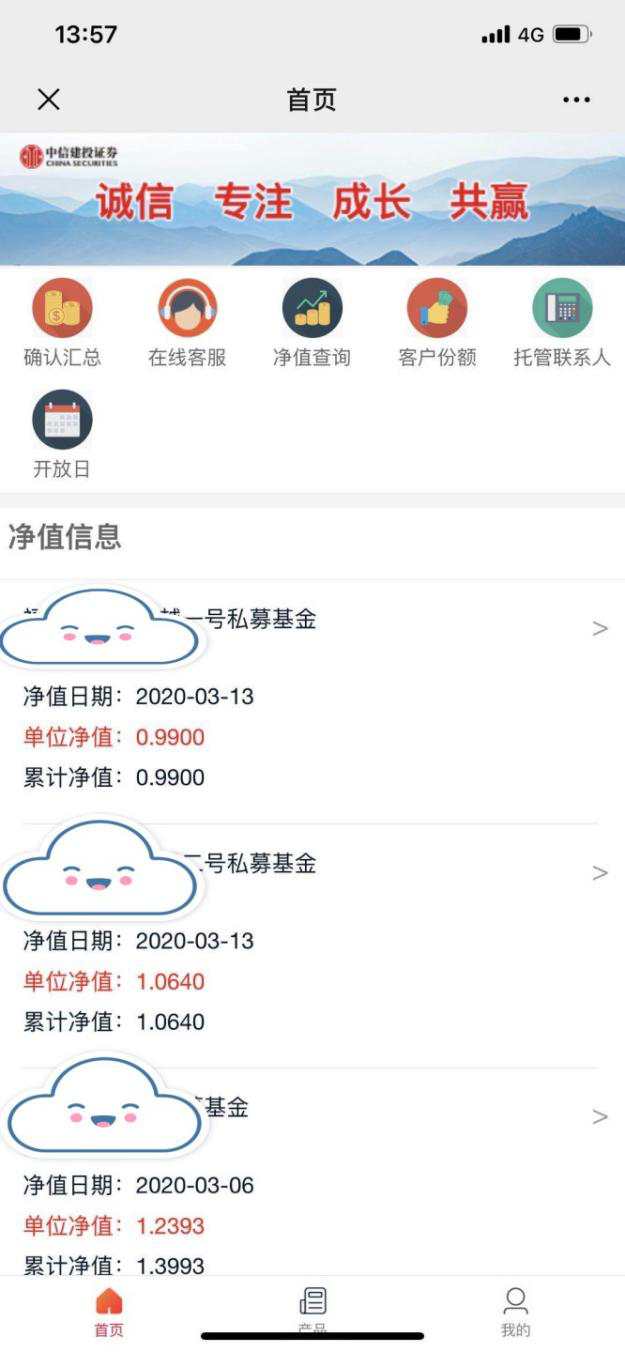 13:57
4G
首页
中信建投证券
CHINA SECURITIES
诚信 专注 成长 共赢
确认汇总 在线客服 净值查询 客户份额 托管联系人
开放日
净值信息
一号私募基金 >
净值日期：2020-03-13
单位净值：0.9900
累计净值：0.9900
二号私募基金 >
净值日期：2020-03-13
单位净值：1.0640
累计净值：1.0640
基金 >
净值日期：2020-03-06
单位净值：1.2393
累计净值：1.3993
首页 产品 我的